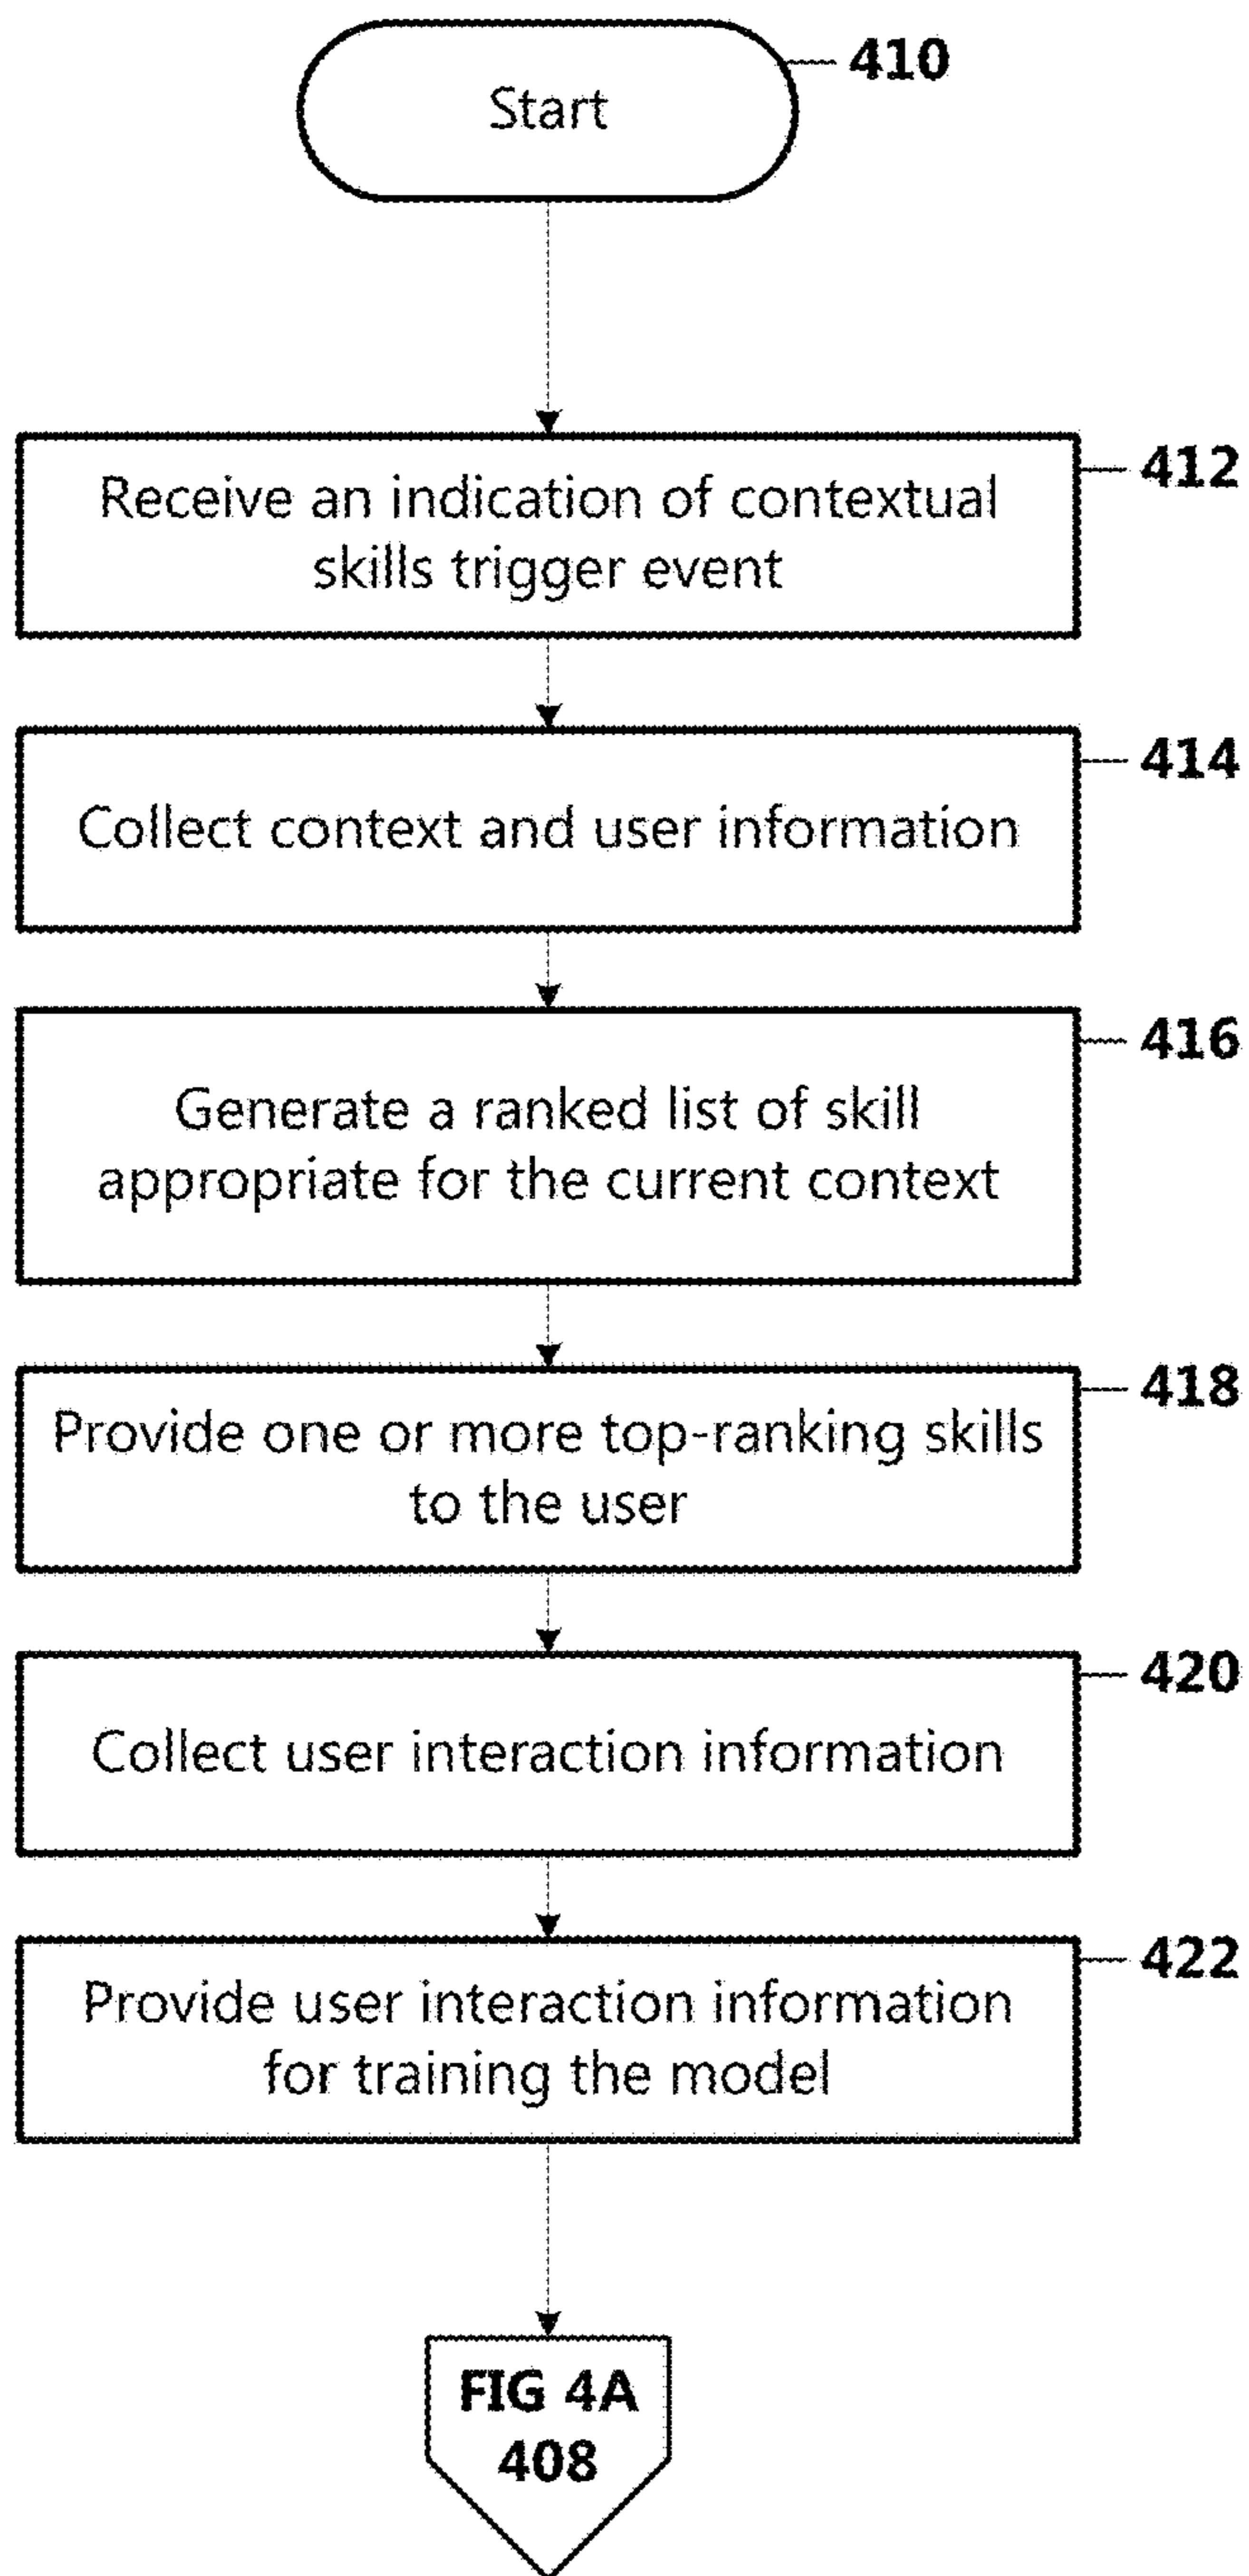 Start
410
Receive an indication of contextual
skills trigger event
412
Collect context and user information
414
Generate a ranked list of skill
appropriate for the current context
416
Provide one or more top-ranking skills
to the user
418
Collect user interaction information
420
Provide user interaction information
for training the model
422
FIG 4A
408